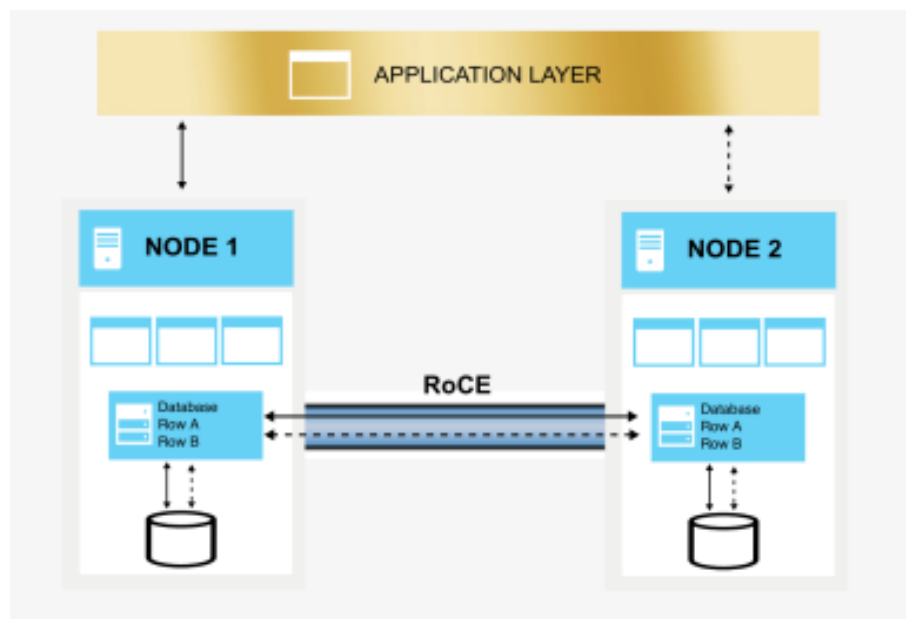 APPLICATION LAYER
NODE 1
NODE 2
RoCE
Database
Row A
Row B
Database
Row A
Row B